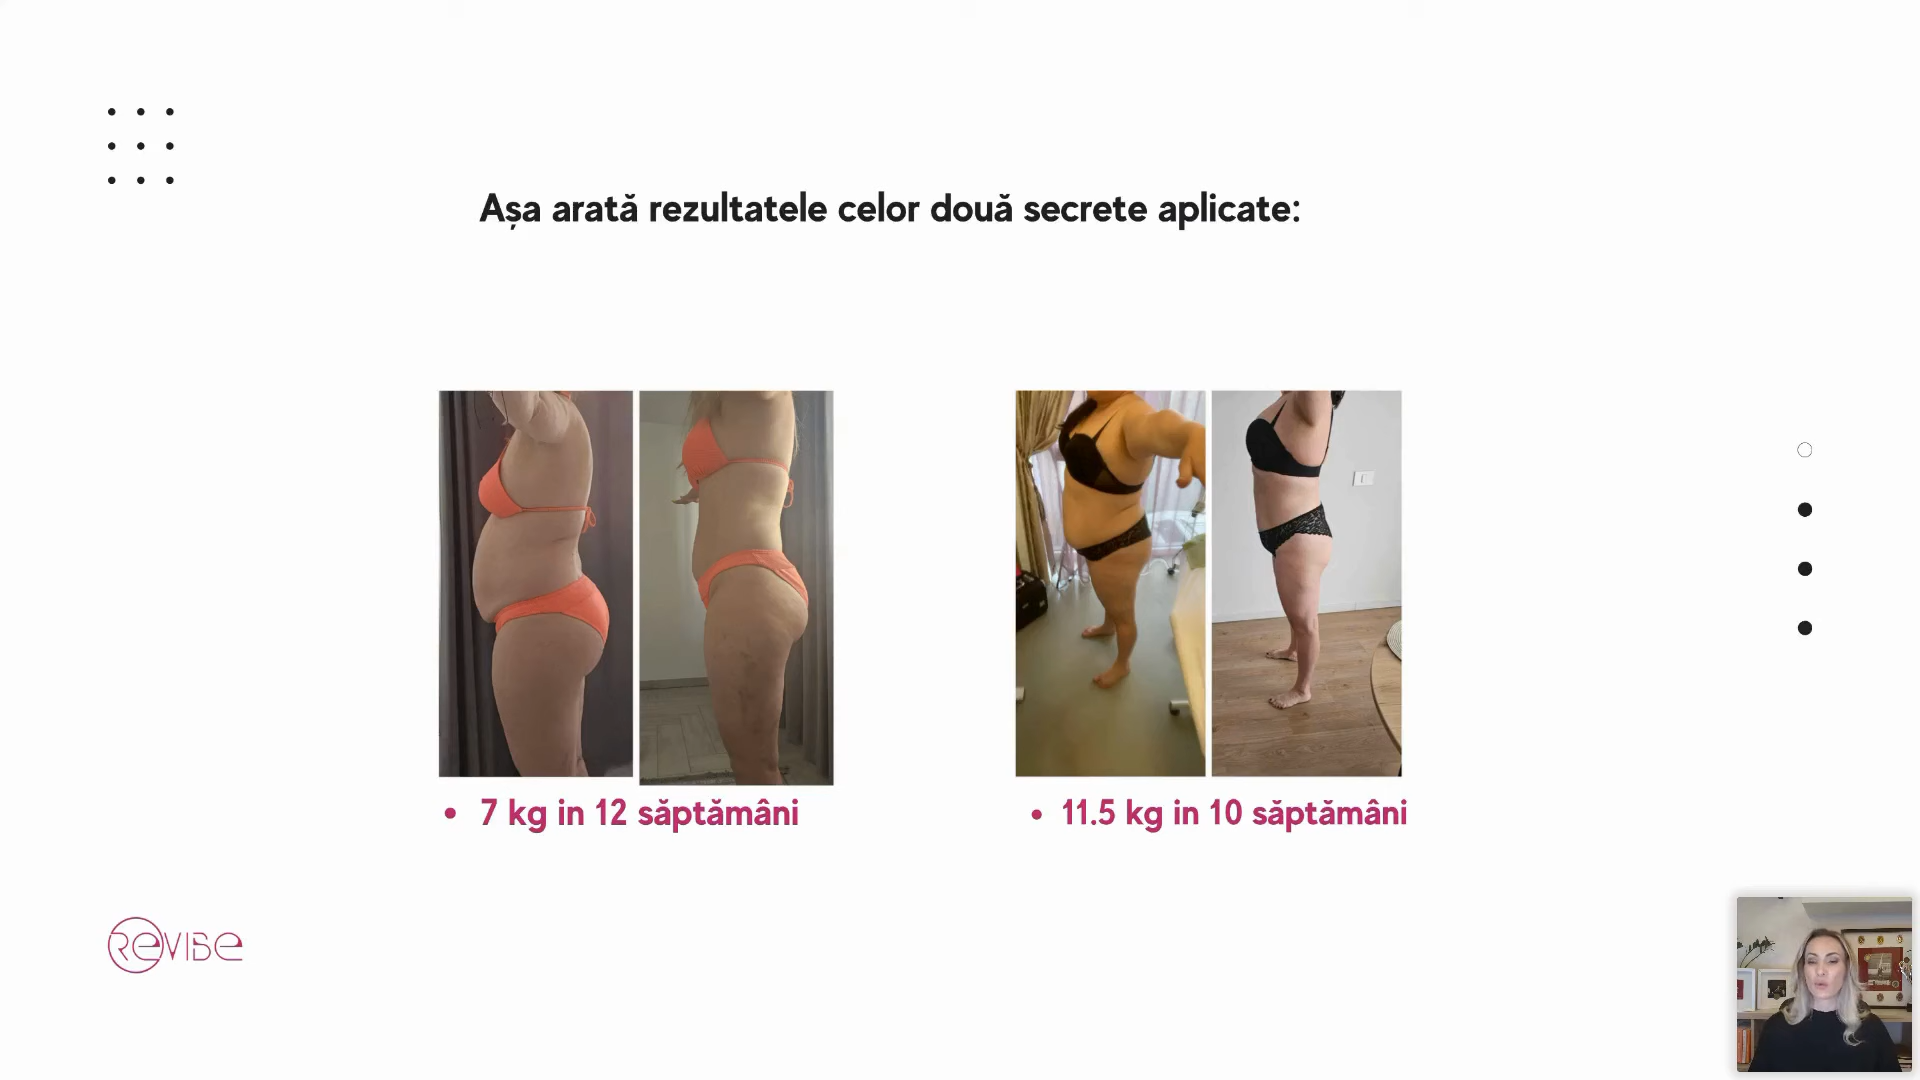 Așa arată rezultatele celor două secrete aplicate:
• 7 kg in 12 săptămâni
• 11.5 kg in 10 săptămâni
REVIBE